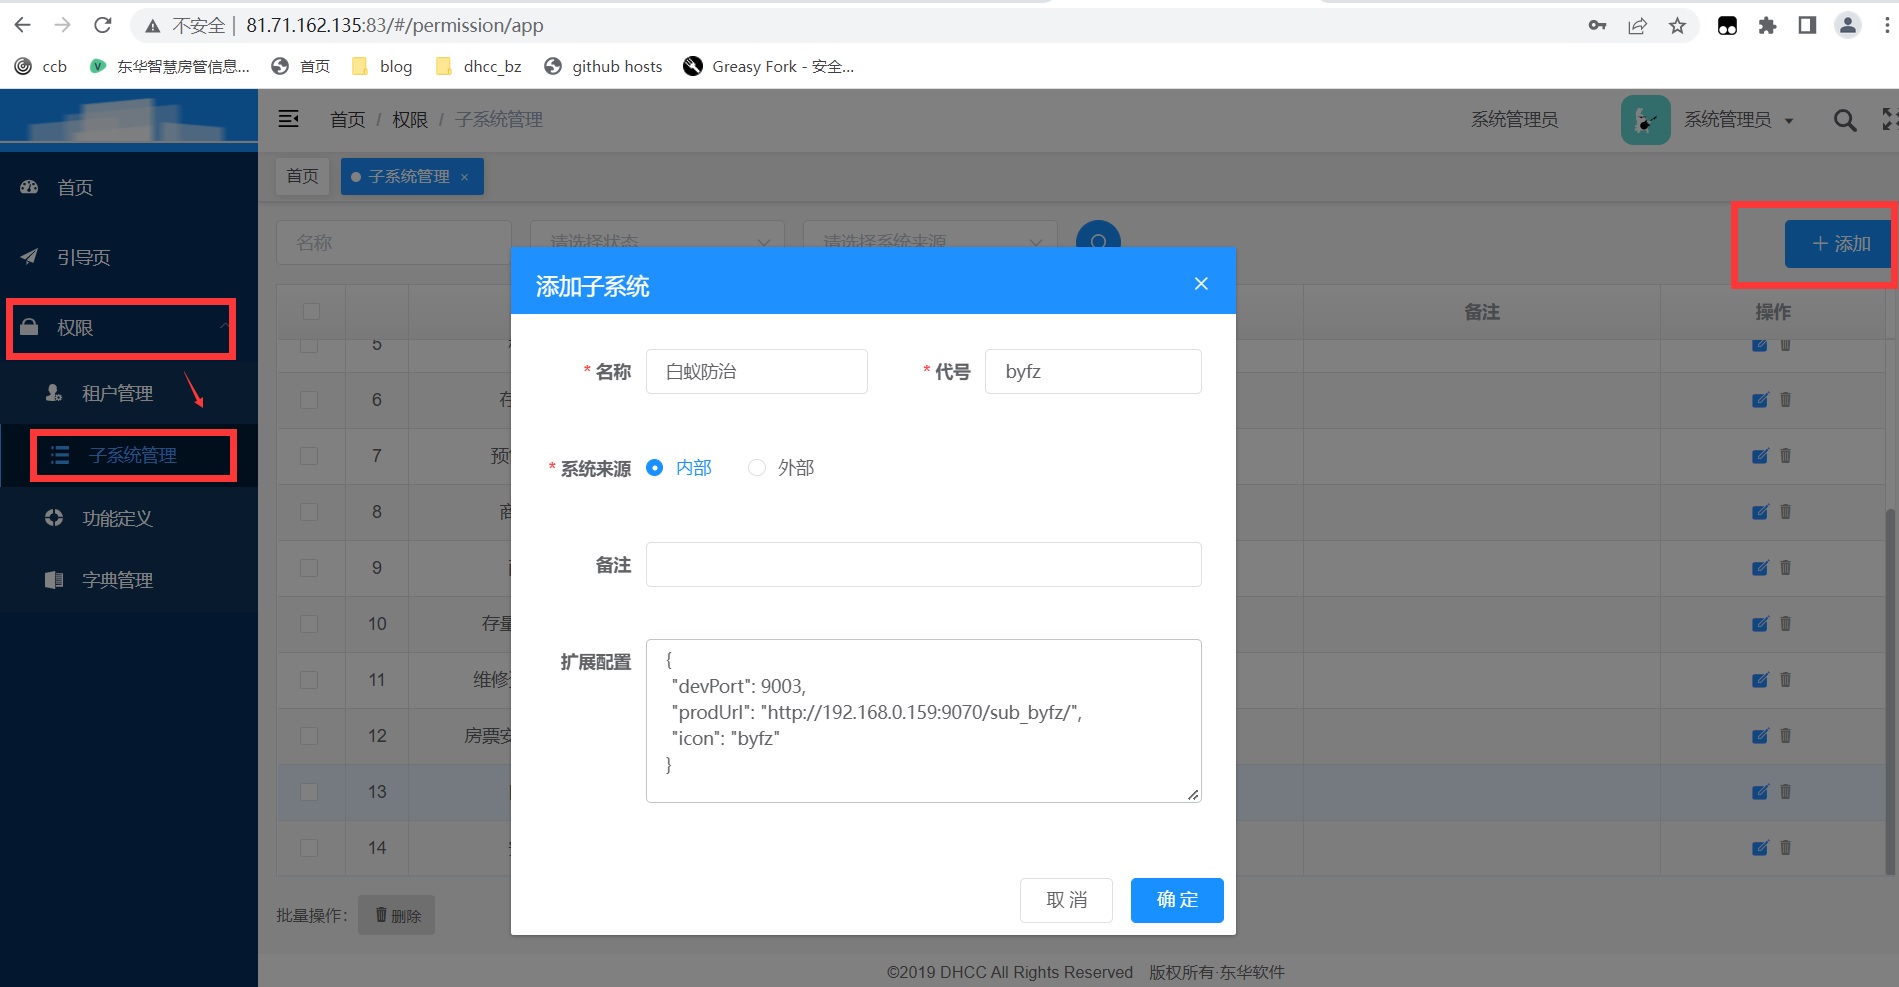 不安全 | 81.71.162.135:83/#/permission/app
ccb 东华智慧房管信息... 首页 blog dhcc_bz github hosts Greasy Fork - 安全...
首页 / 权限 / 子系统管理 系统管理员 系统管理员
首页 子系统管理 ×
首页
引导页
权限
租户管理
子系统管理
功能定义
字典管理
名称 请选择状态 请选择系统来源 + 添加
备注 操作
5
6 存
7
8 商
9
10 存量
11
12 房票安
13
14
添加子系统 ×
* 名称 白蚁防治 * 代号 byfz
* 系统来源 内部 外部
备注
扩展配置 {
"devPort": 9003,
"prodUrl": "http://192.168.0.159:9070/sub_byfz/",
"icon": "byfz"
}
取 消 确 定
批量操作: 删除
©2019 DHCC All Rights Reserved 版权所有·东华软件